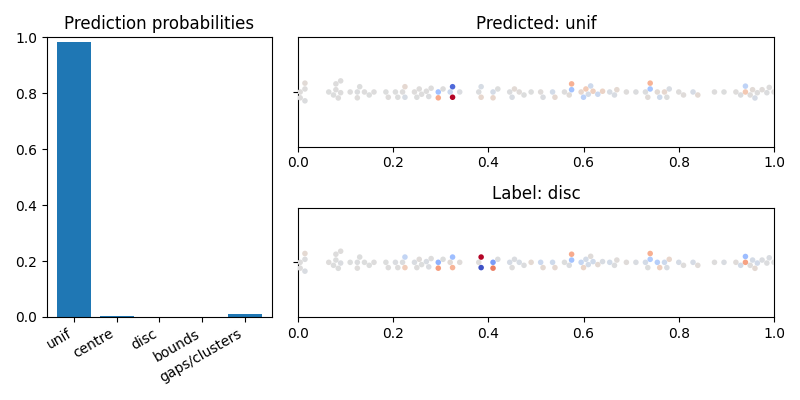 Prediction probabilities
1.0
0.8
0.6
0.4
0.2
0.0
unif
centre
disc
bounds
gaps/clusters
Predicted: unif
0.0 0.2 0.4 0.6 0.8 1.0
Label: disc
0.0 0.2 0.4 0.6 0.8 1.0